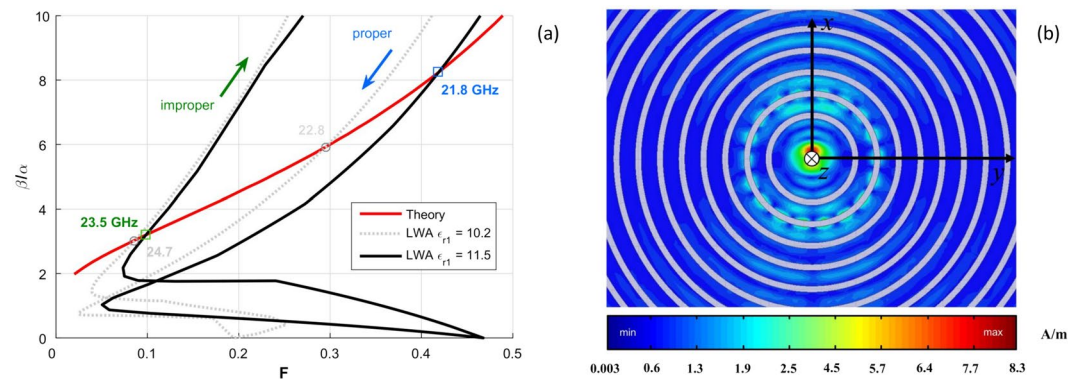 (a)
10
8
6
4
2
0
β/α
0
0.1
0.2
0.3
0.4
0.5
F
improper
proper
21.8 GHz
22.8
23.5 GHz
24.7
Theory
LWA ϵr1 = 10.2
LWA ϵr1 = 11.5
(b)
x
y
z
min
max
A/m
0.003 0.6 1.3 1.9 2.5 3.5 4.5 5.7 6.4 7.7 8.3